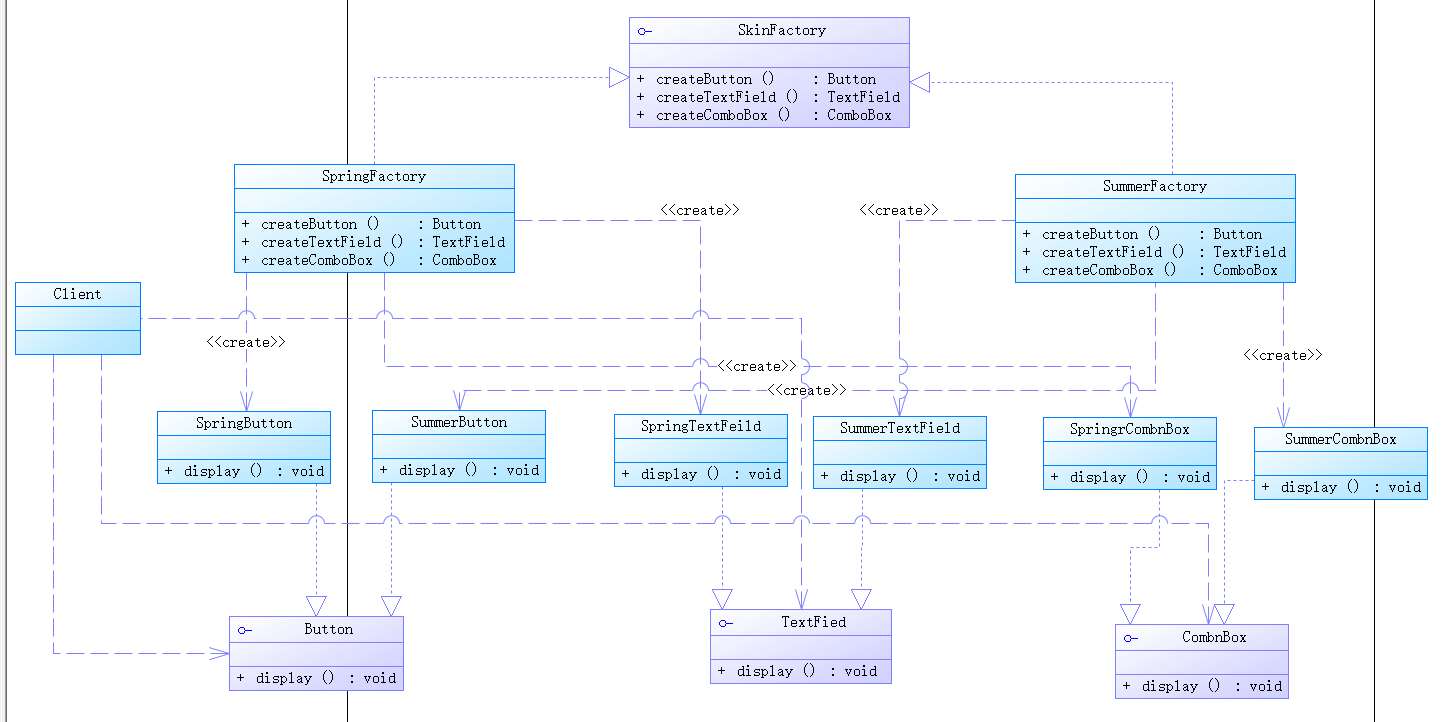 SkinFactory
+ createButton () : Button
+ createTextField () : TextField
+ createComboBox () : ComboBox
SpringFactory
+ createButton () : Button
+ createTextField () : TextField
+ createComboBox () : ComboBox
SummerFactory
+ createButton () : Button
+ createTextField () : TextField
+ createComboBox () : ComboBox
<<create>>
<<create>>
Client
<<create>>
<<create>>
<<create>>
<<create>>
SpringButton
+ display () : void
SummerButton
+ display () : void
SpringTextFeild
+ display () : void
SummerTextField
+ display () : void
SpringrCombnBox
+ display () : void
SummerCombnBox
+ display () : void
Button
+ display () : void
TextFied
+ display () : void
CombnBox
+ display () : void